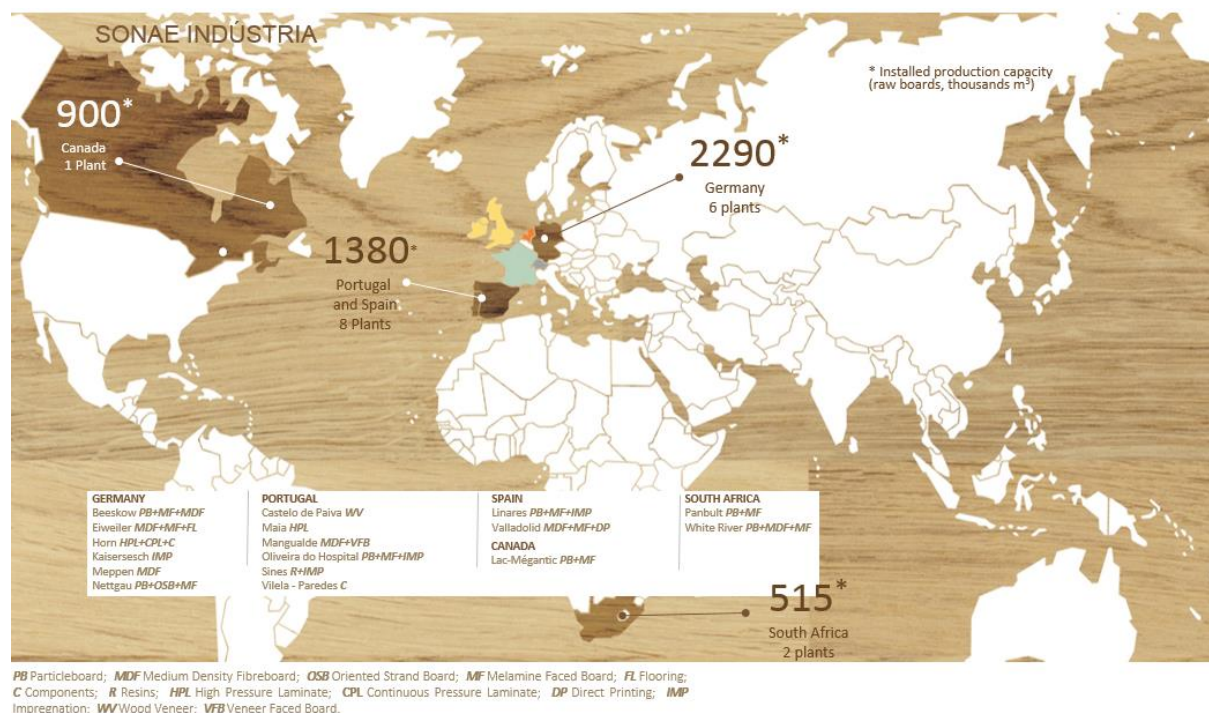 SONAE INDÚSTRIA
* Installed production capacity
(raw boards, thousands m³)
900*
Canada
1 Plant
2290*
Germany
6 plants
1380*
Portugal
and Spain
8 Plants
GERMANY
Beeskow PB+MF+MDF
Eiweiler MDF+MF+FL
Horn HPL+CPL+C
Kaisersesch IMP
Meppen MDF
Nettgau PB+OSB+MF
PORTUGAL
Castelo de Paiva WV
Maia HPL
Mangualde MDF+VFB
Oliveira do Hospital PB+MF+IMP
Sines R+IMP
Vilela - Paredes C
SPAIN
Linares PB+MF+IMP
Valladolid MDF+MF+DP
CANADA
Lac-Mégantic PB+MF
SOUTH AFRICA
Panbult PB+MF
White River PB+MDF+MF
515*
South Africa
2 plants
PB Particleboard; MDF Medium Density Fibreboard; OSB Oriented Strand Board; MF Melamine Faced Board; FL Flooring;
C Components; R Resins; HPL High Pressure Laminate; CPL Continuous Pressure Laminate; DP Direct Printing; IMP
Impregnation; WV Wood Veneer; VFB Veneer Faced Board.